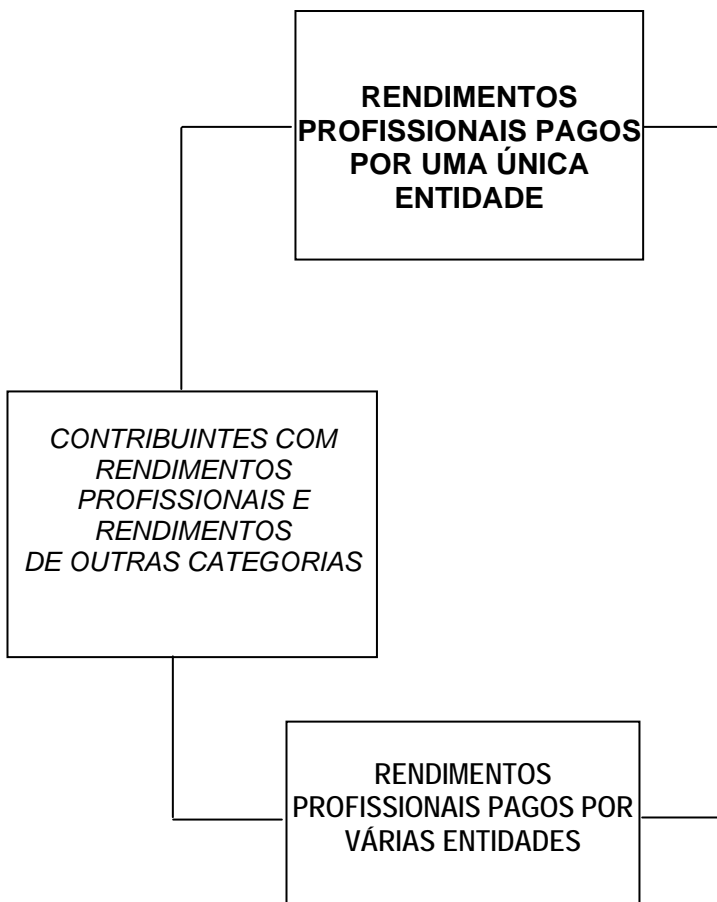 RENDIMENTOS
PROFISSIONAIS PAGOS
POR UMA ÚNICA
ENTIDADE
CONTRIBUINTES COM
RENDIMENTOS
PROFISSIONAIS E
RENDIMENTOS
DE OUTRAS CATEGORIAS
RENDIMENTOS
PROFISSIONAIS PAGOS POR
VÁRIAS ENTIDADES